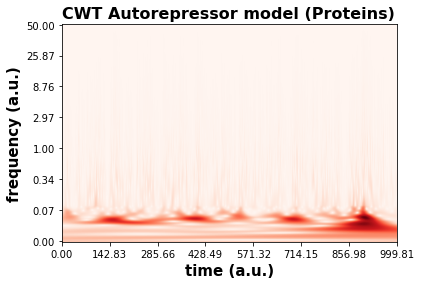 CWT Autorepressor model (Proteins)
50.00
25.87
8.76
2.97
1.00
0.34
0.07
0.00
frequency (a.u.)
0.00 142.83 285.66 428.49 571.32 714.15 856.98 999.81
time (a.u.)